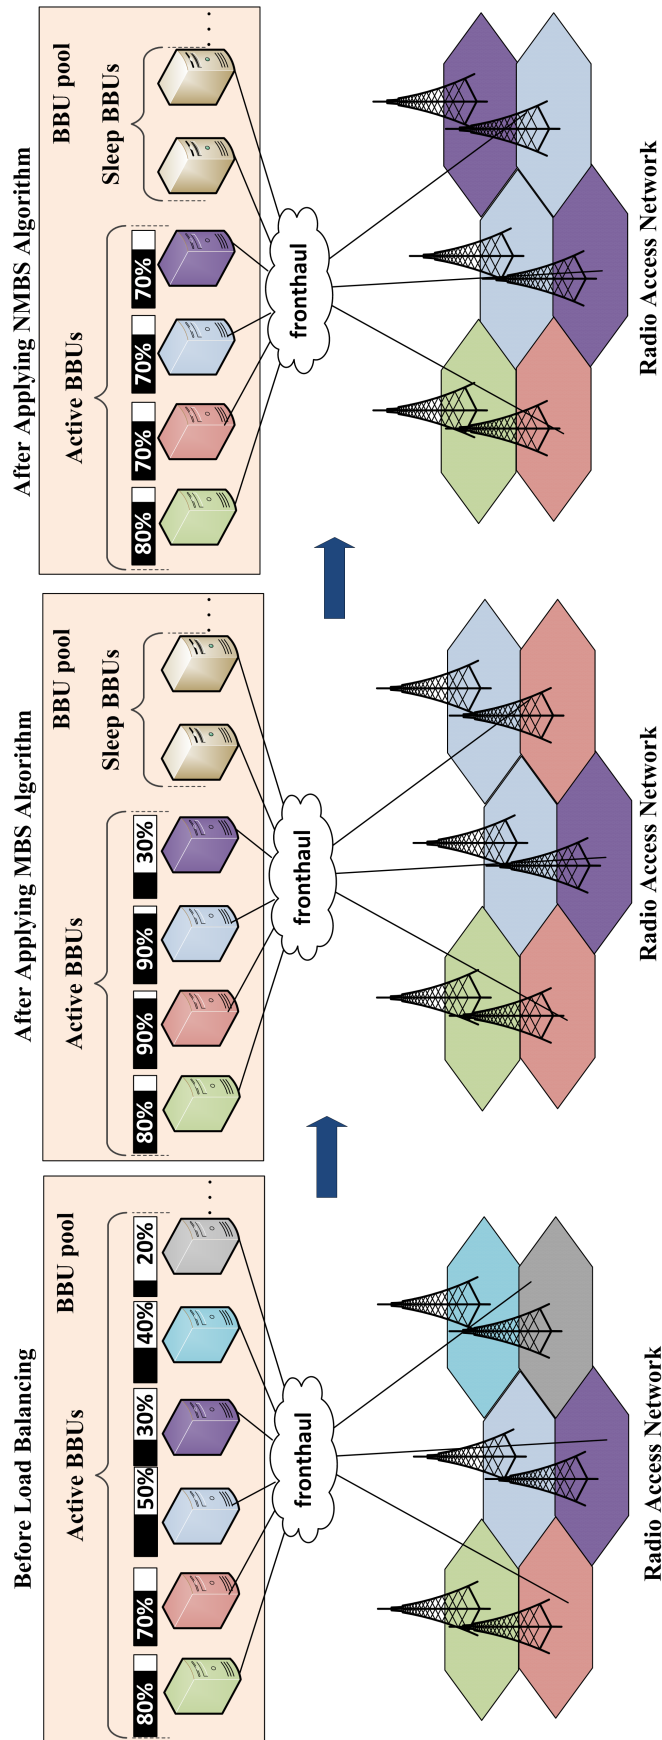 Before Load Balancing
BBU pool
Active BBUs
80%
70%
50%
30%
40%
20%
fronthaul
Radio Access Network
After Applying MBS Algorithm
BBU pool
Active BBUs
Sleep BBUs
80%
90%
90%
30%
fronthaul
Radio Access Network
After Applying NMBS Algorithm
BBU pool
Active BBUs
Sleep BBUs
80%
70%
70%
70%
fronthaul
Radio Access Network